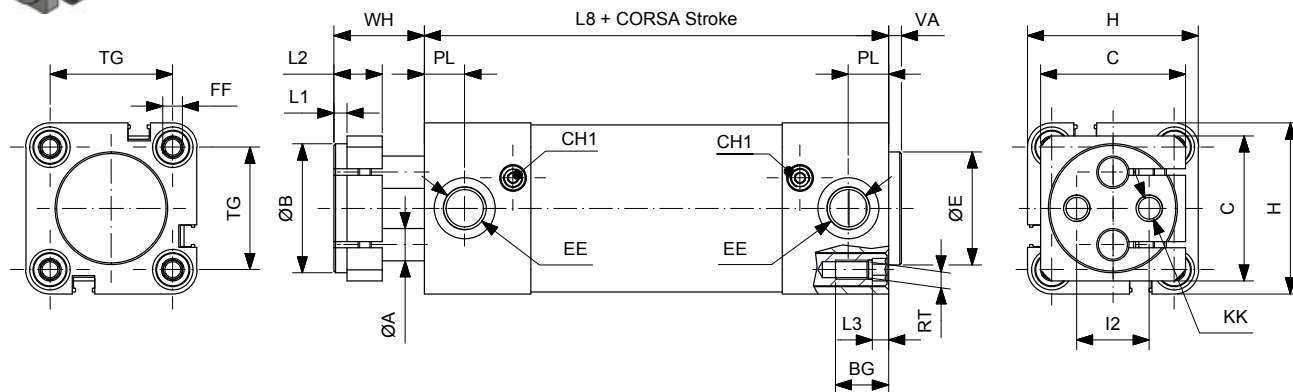 WH
L8 + CORSA Stroke
VA
H
TG
L2
PL
PL
C
FF
L1
CH1
CH1
TG
ØB
ØE
C
H
EE
EE
ØA
L3
RT
I2
KK
BG